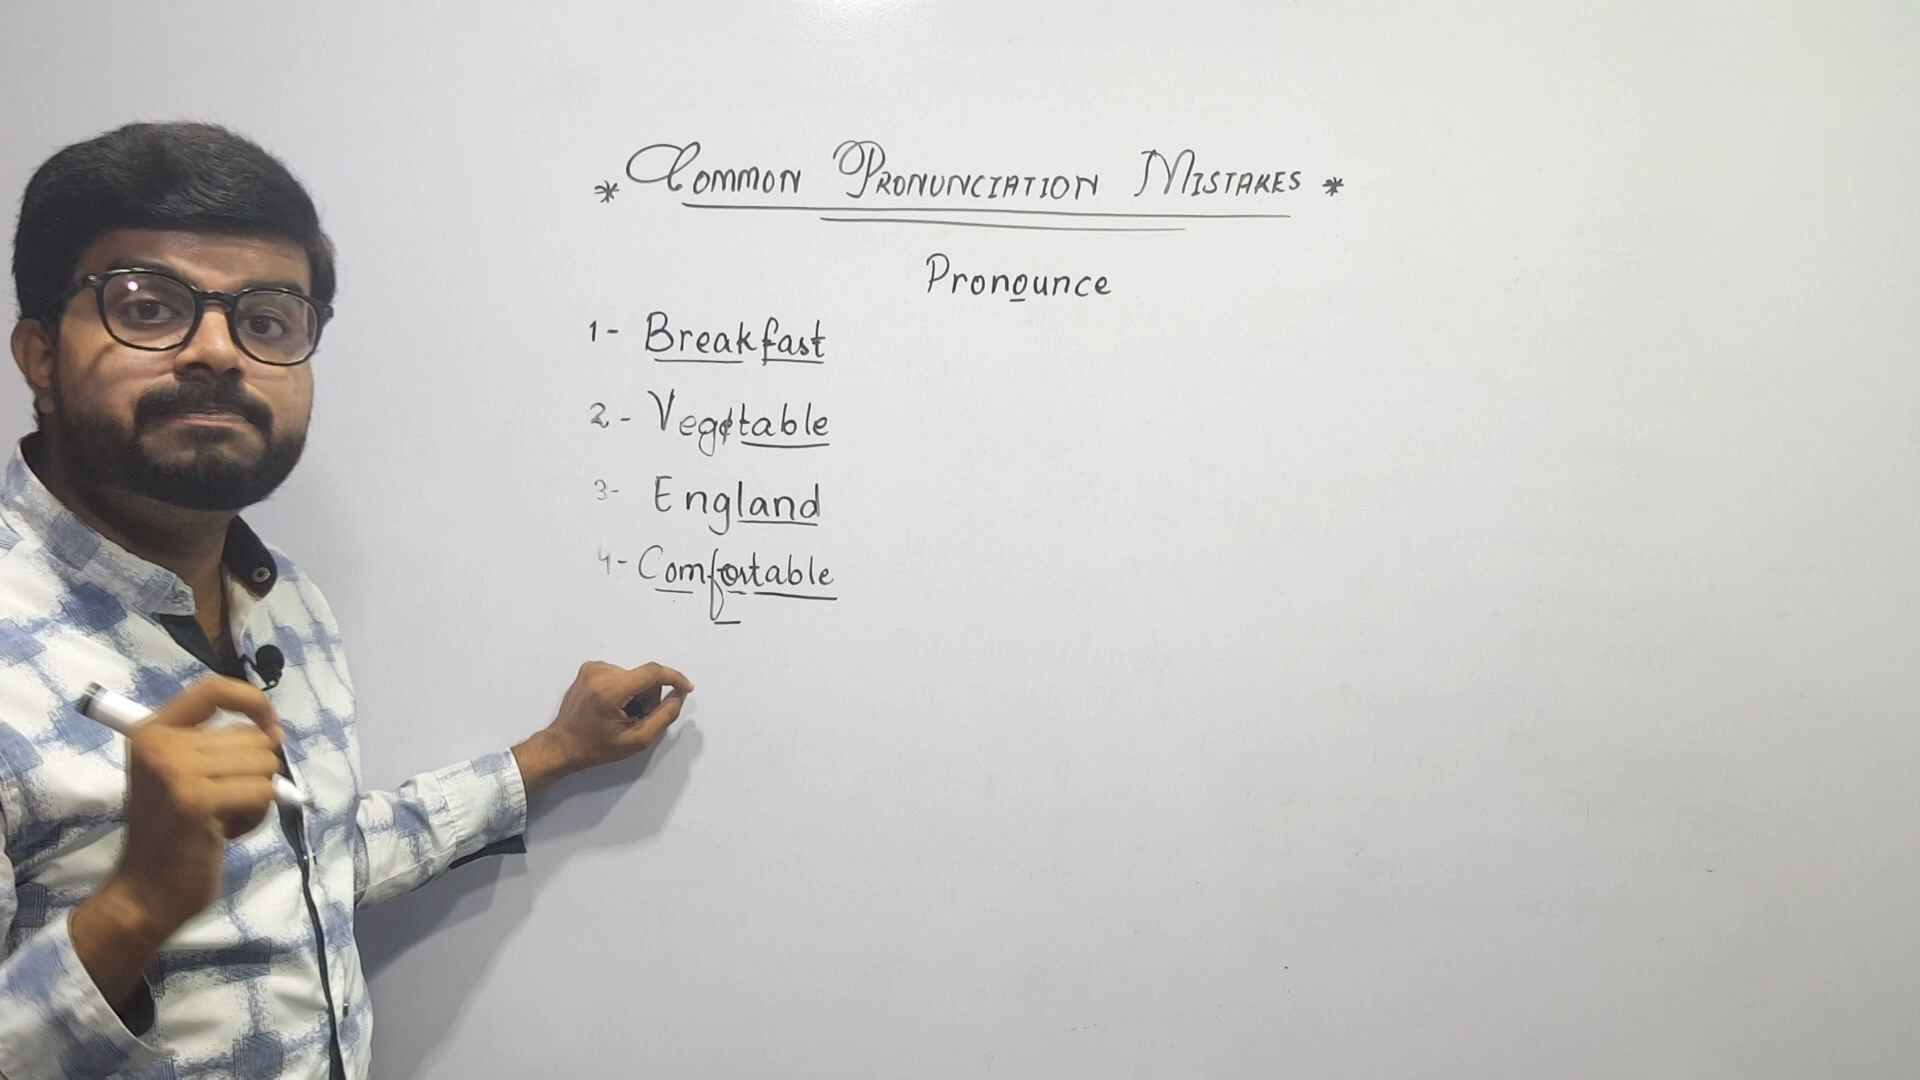 * Common Pronunciation Mistakes *
Pronounce
1- Breakfast
2- Vegetable
3- England
4- Comfortable